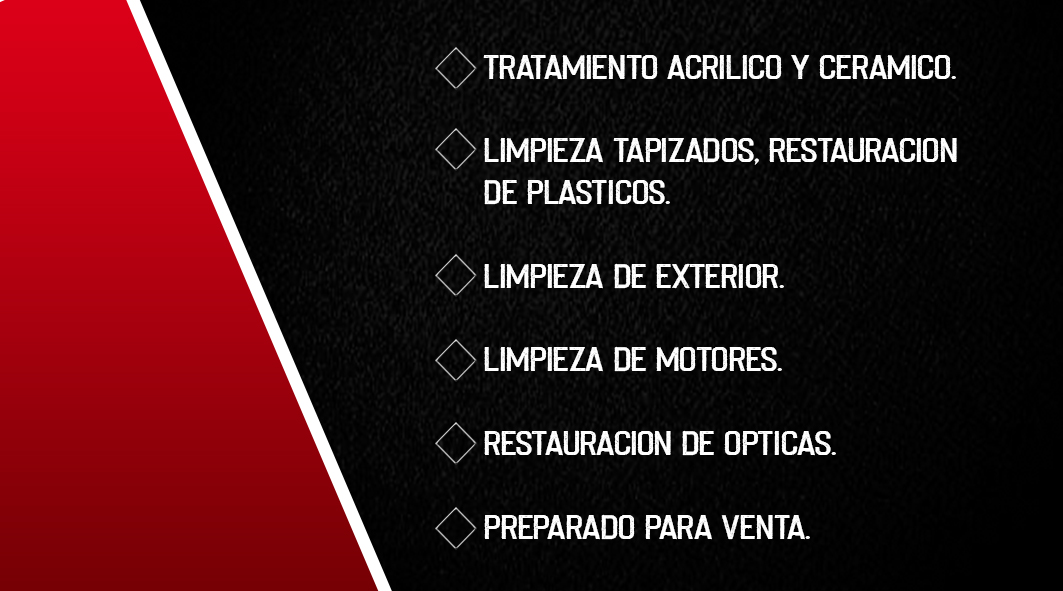 TRATAMIENTO ACRILICO Y CERAMICO.
LIMPIEZA TAPIZADOS, RESTAURACION
DE PLASTICOS.
LIMPIEZA DE EXTERIOR.
LIMPIEZA DE MOTORES.
RESTAURACION DE OPTICAS.
PREPARADO PARA VENTA.